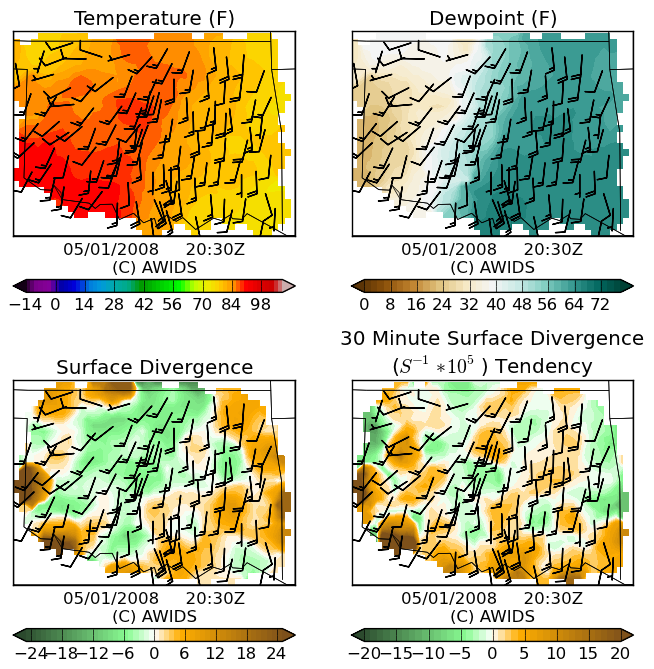 Temperature (F)
05/01/2008 20:30Z
(C) AWIDS
−14 0 14 28 42 56 70 84 98
Dewpoint (F)
05/01/2008 20:30Z
(C) AWIDS
0 8 16 24 32 40 48 56 64 72
Surface Divergence
05/01/2008 20:30Z
(C) AWIDS
−24 −18 −12 −6 0 6 12 18 24
30 Minute Surface Divergence
(S⁻¹ *10⁵ ) Tendency
05/01/2008 20:30Z
(C) AWIDS
−20 −15 −10 −5 0 5 10 15 20